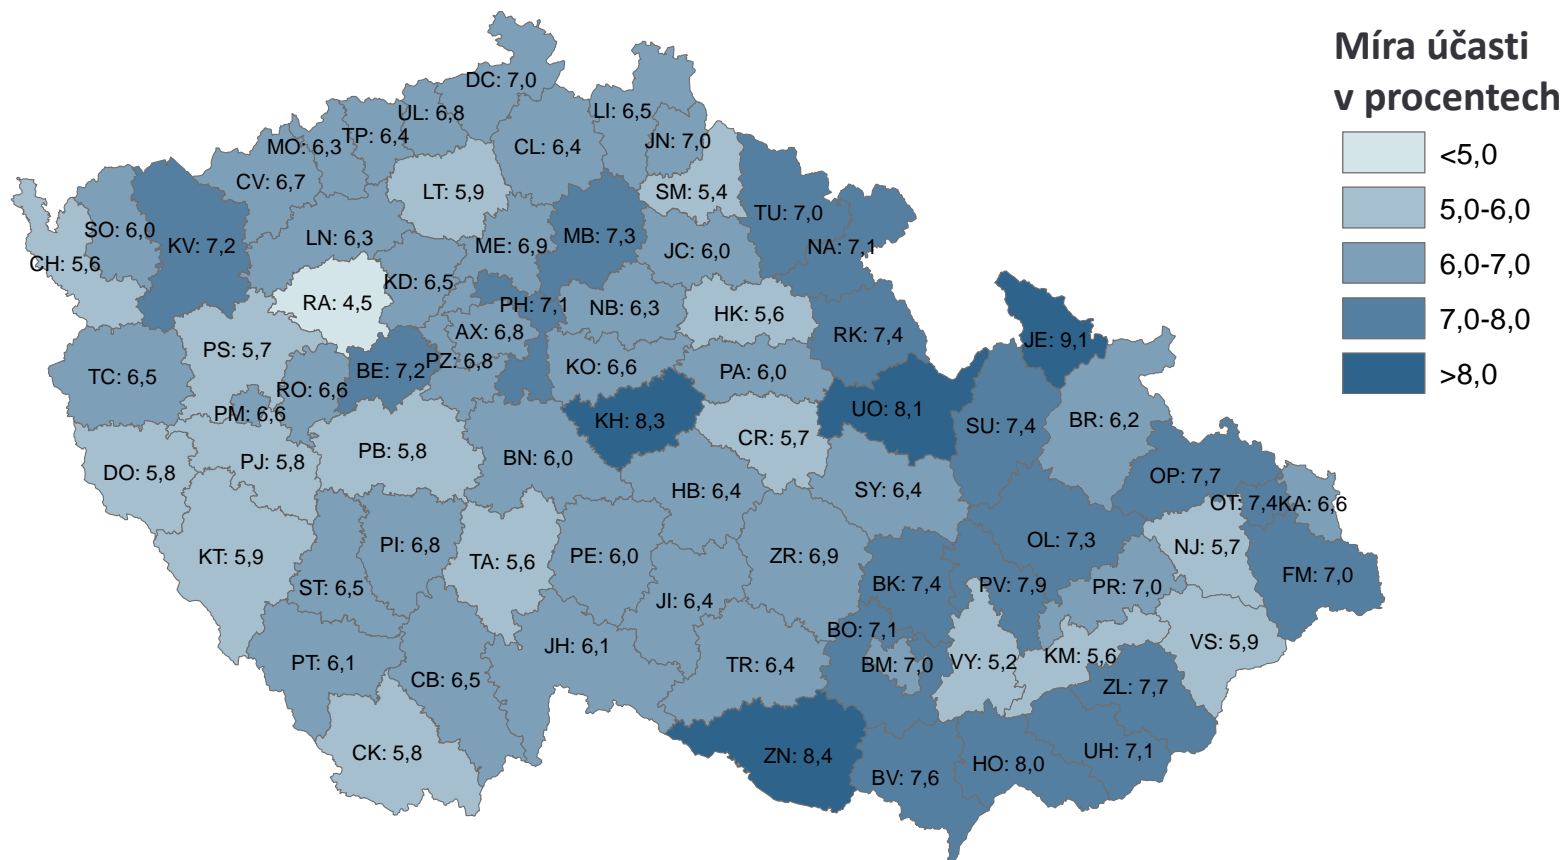 Míra účasti
v procentech
<5,0
5,0-6,0
6,0-7,0
7,0-8,0
>8,0
DC: 7,0
UL: 6,8
LI: 6,5
TP: 6,4
MO: 6,3
CL: 6,4
JN: 7,0
CV: 6,7
LT: 5,9
SM: 5,4
TU: 7,0
SO: 6,0
KV: 7,2
LN: 6,3
ME: 6,9
MB: 7,3
JC: 6,0
NA: 7,1
CH: 5,6
KD: 6,5
RA: 4,5
PH: 7,1
NB: 6,3
HK: 5,6
AX: 6,8
RK: 7,4
JE: 9,1
PS: 5,7
BE: 7,2
PZ: 6,8
KO: 6,6
PA: 6,0
TC: 6,5
RO: 6,6
PM: 6,6
KH: 8,3
UO: 8,1
CR: 5,7
SU: 7,4
BR: 6,2
DO: 5,8
PJ: 5,8
PB: 5,8
BN: 6,0
HB: 6,4
SY: 6,4
OP: 7,7
OT: 7,4
KA: 6,6
KT: 5,9
PI: 6,8
TA: 5,6
PE: 6,0
ZR: 6,9
OL: 7,3
NJ: 5,7
FM: 7,0
ST: 6,5
JI: 6,4
BK: 7,4
PV: 7,9
PR: 7,0
BO: 7,1
VS: 5,9
PT: 6,1
CB: 6,5
JH: 6,1
TR: 6,4
BM: 7,0
VY: 5,2
KM: 5,6
ZL: 7,7
CK: 5,8
ZN: 8,4
BV: 7,6
HO: 8,0
UH: 7,1